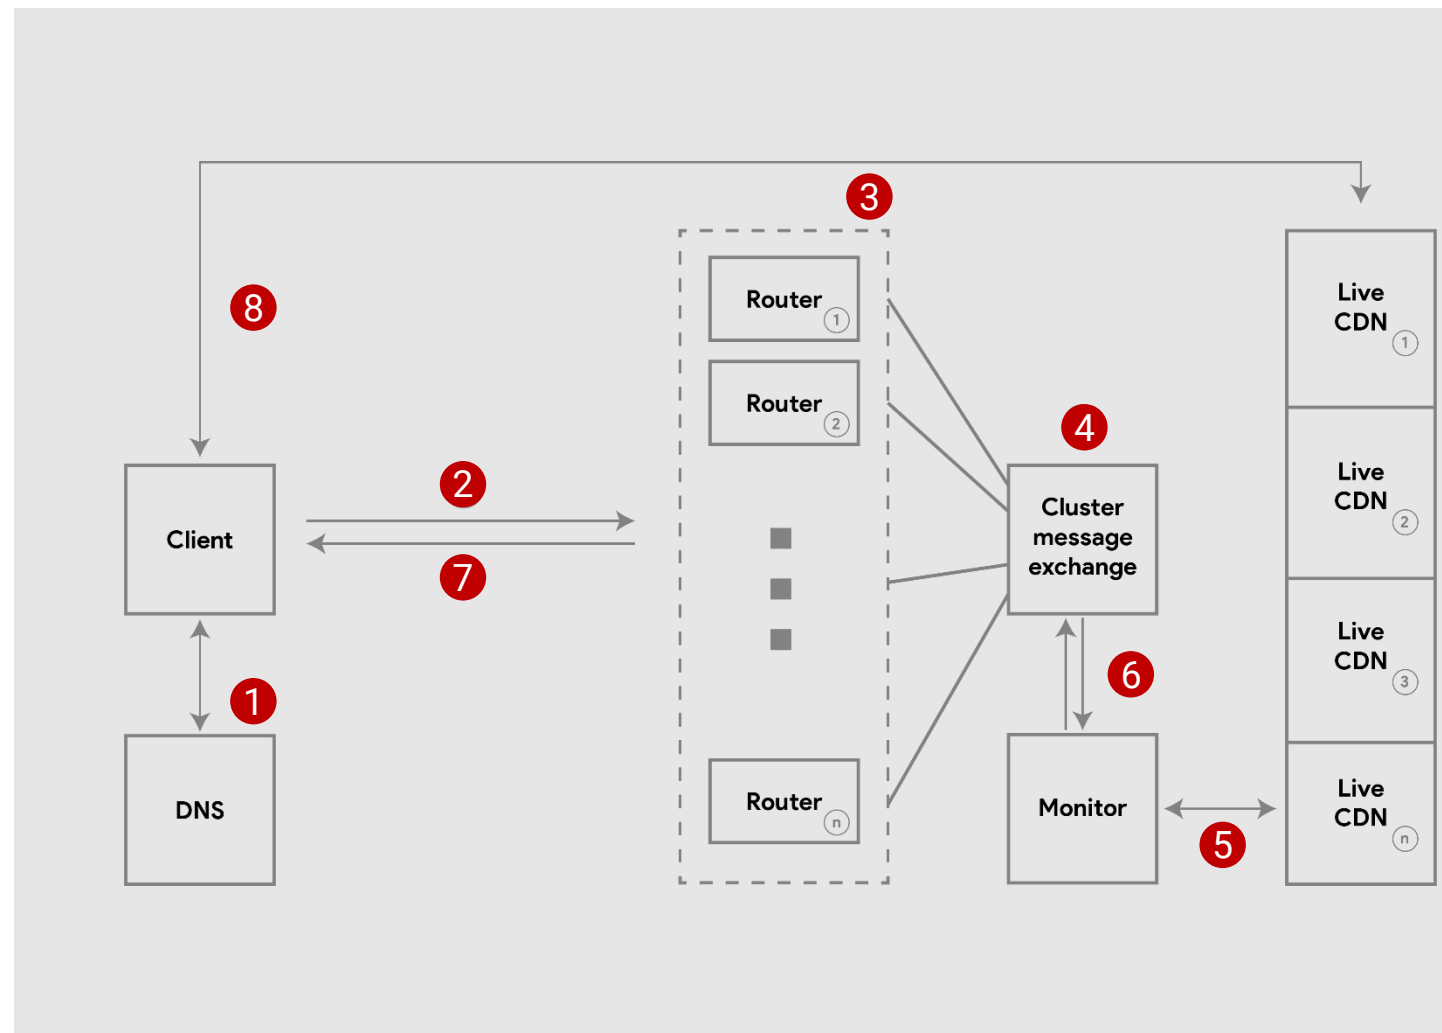 3
Router
1
Router
2
Router
n
8
2
7
Client
1
DNS
4
Cluster
message
exchange
6
Monitor
5
Live
CDN
1
Live
CDN
2
Live
CDN
3
Live
CDN
n